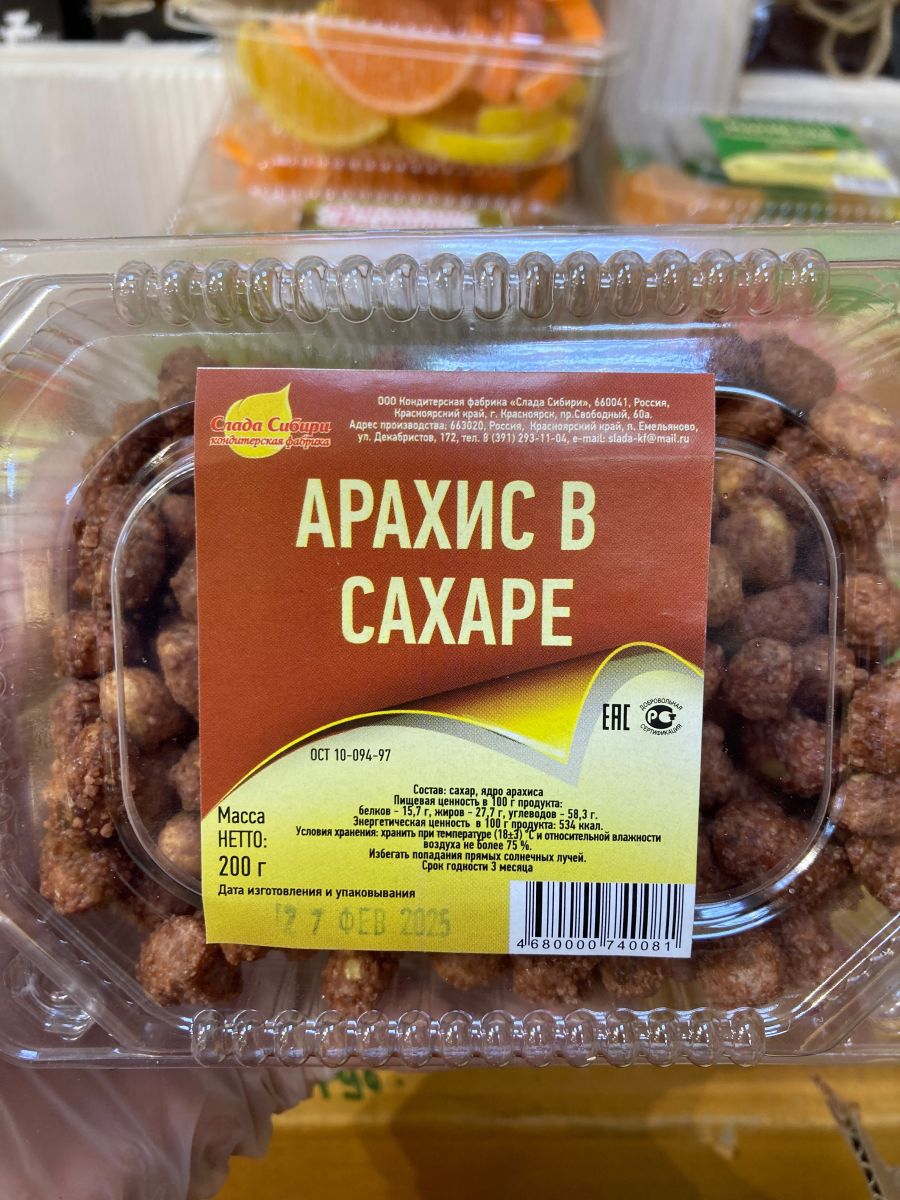 Слада Сибири
кондитерская фабрика
ООО Кондитерская фабрика «Слада Сибири», 660041, Россия,
Красноярский край, г. Красноярск, пр.Свободный, 60а.
Адрес производства: 663020, Россия, Красноярский край, п. Емельяново,
ул. Декабристов, 172, тел. 8 (391) 293-11-04, e-mail: slada-kf@mail.ru
АРАХИС В
САХАРЕ
ЕАС
ДОБРОВОЛЬНАЯ
СЕРТИФИКАЦИЯ
ОСТ 10-094-97
Состав: сахар, ядро арахиса
Пищевая ценность в 100 г продукта:
белков - 15,7 г, жиров - 27,7 г, углеводов - 58,3 г.
Энергетическая ценность в 100 г продукта: 534 ккал.
Условия хранения: хранить при температуре (18±3) °С и относительной влажности
воздуха не более 75 %.
Избегать попадания прямых солнечных лучей.
Срок годности 3 месяца
Масса
НЕТТО:
200 г
Дата изготовления и упаковывания
27 ФЕВ 2025
4 680000 740081